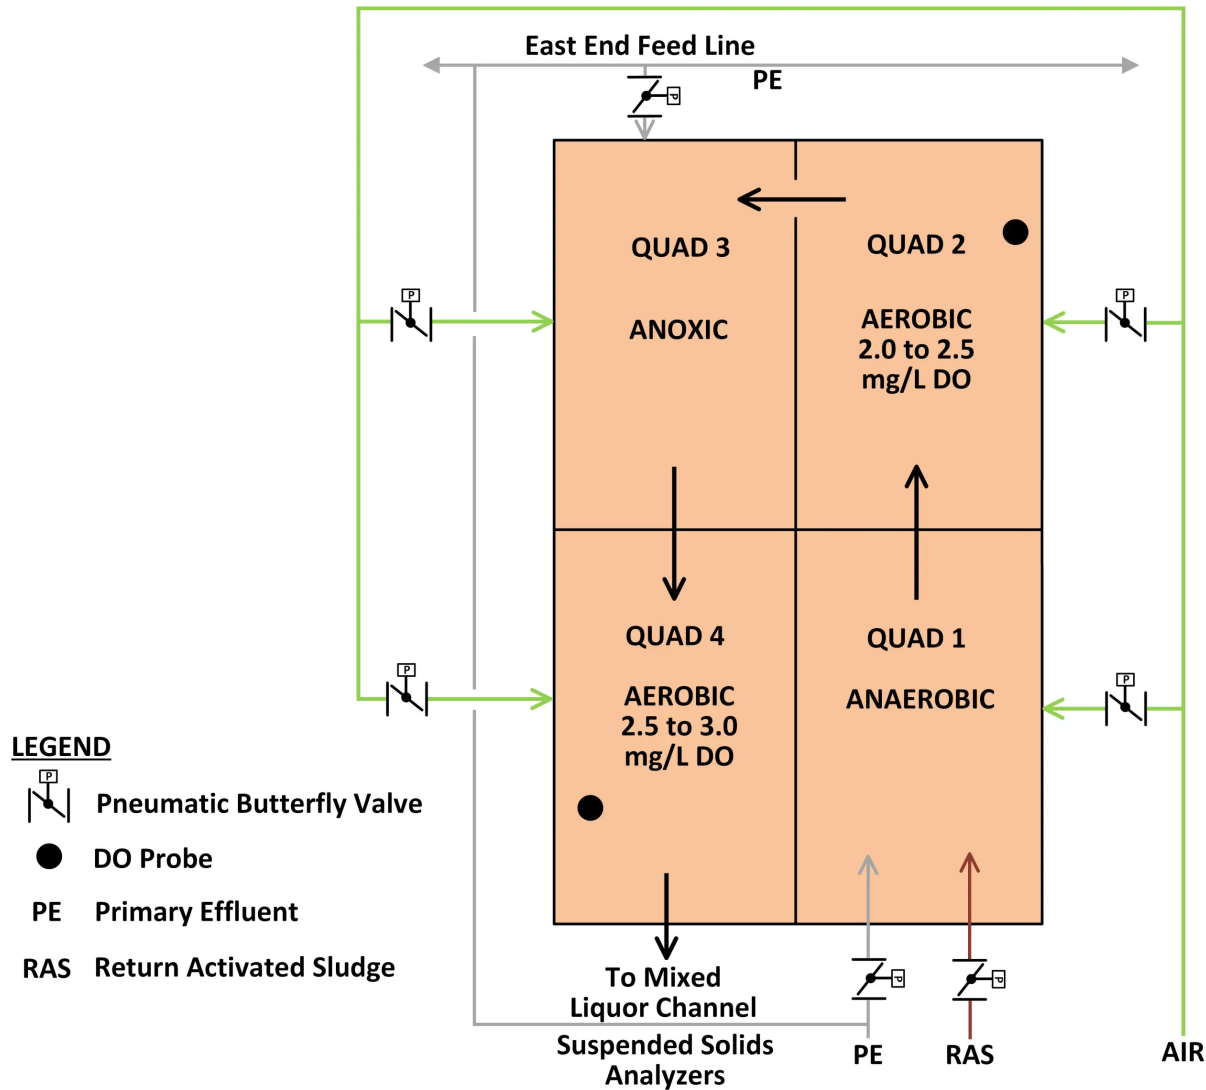 East End Feed Line
PE
P
QUAD 3
QUAD 2
ANOXIC
AEROBIC
2.0 to 2.5
mg/L DO
P
P
QUAD 4
QUAD 1
AEROBIC
2.5 to 3.0
mg/L DO
ANAEROBIC
P
P
LEGEND
P
Pneumatic Butterfly Valve
DO Probe
PE Primary Effluent
RAS Return Activated Sludge
To Mixed
Liquor Channel
P
P
Suspended Solids
Analyzers
PE
RAS
AIR